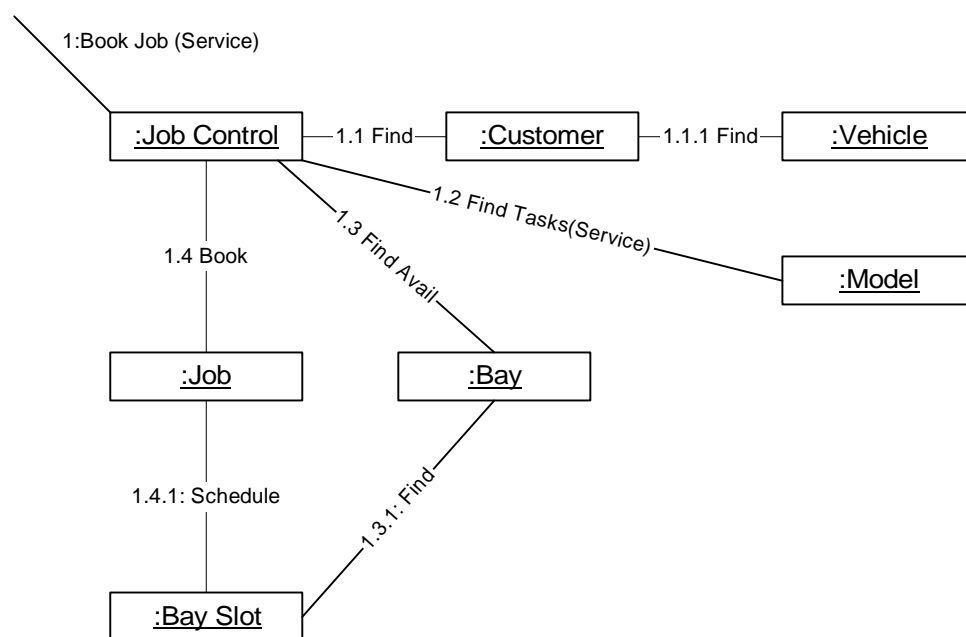 1:Book Job (Service)
:Job Control
1.1 Find
:Customer
1.1.1 Find
:Vehicle
1.2 Find Tasks(Service)
1.3 Find Avail
1.4 Book
:Model
:Job
:Bay
1.4.1: Schedule
1.3.1: Find
:Bay Slot